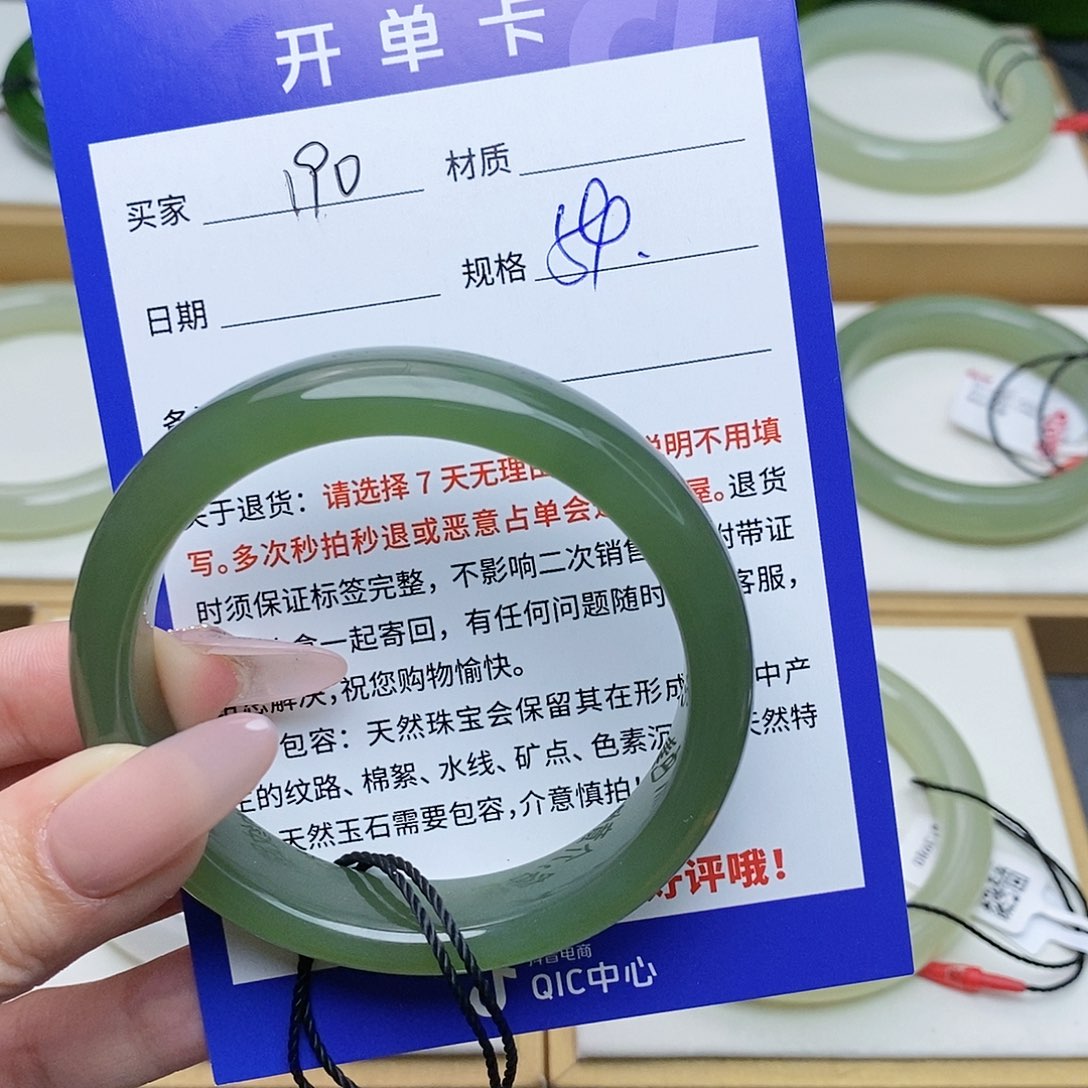 开单卡
买家 190 材质
日期 规格 59.
关于退货：请选择7天无理由 说明不用填
写。多次秒拍秒退或恶意占单会 屋。退货
时须保证标签完整，不影响二次销售 附带证
一起寄回，有任何问题随时 客服，
解决，祝您购物愉快。
包容：天然珠宝会保留其在形成 中产
生的纹路、棉絮、水线、矿点、色素沉 天然特
天然玉石需要包容，介意慎拍！
好评哦！
抖音电商
QIC中心